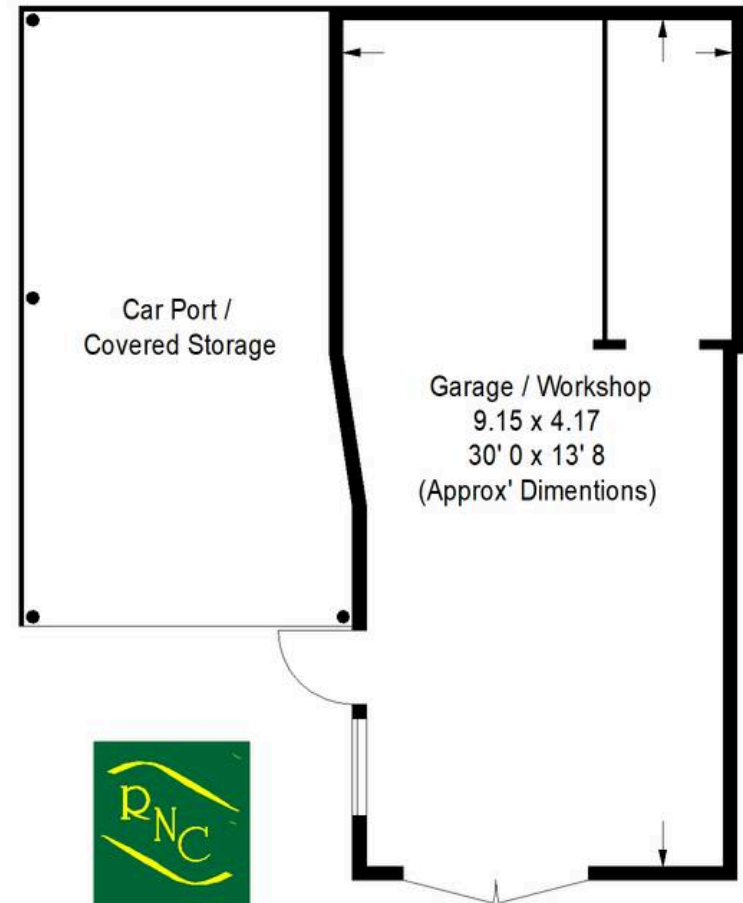 Car Port /
Covered Storage
Garage / Workshop
9.15 x 4.17
30' 0 x 13' 8
(Approx' Dimentions)
RNC